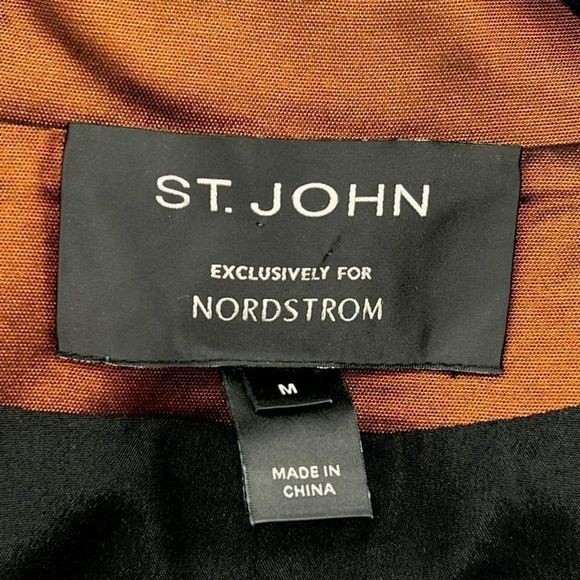 ST. JOHN
EXCLUSIVELY FOR
NORDSTROM
M
MADE IN
CHINA